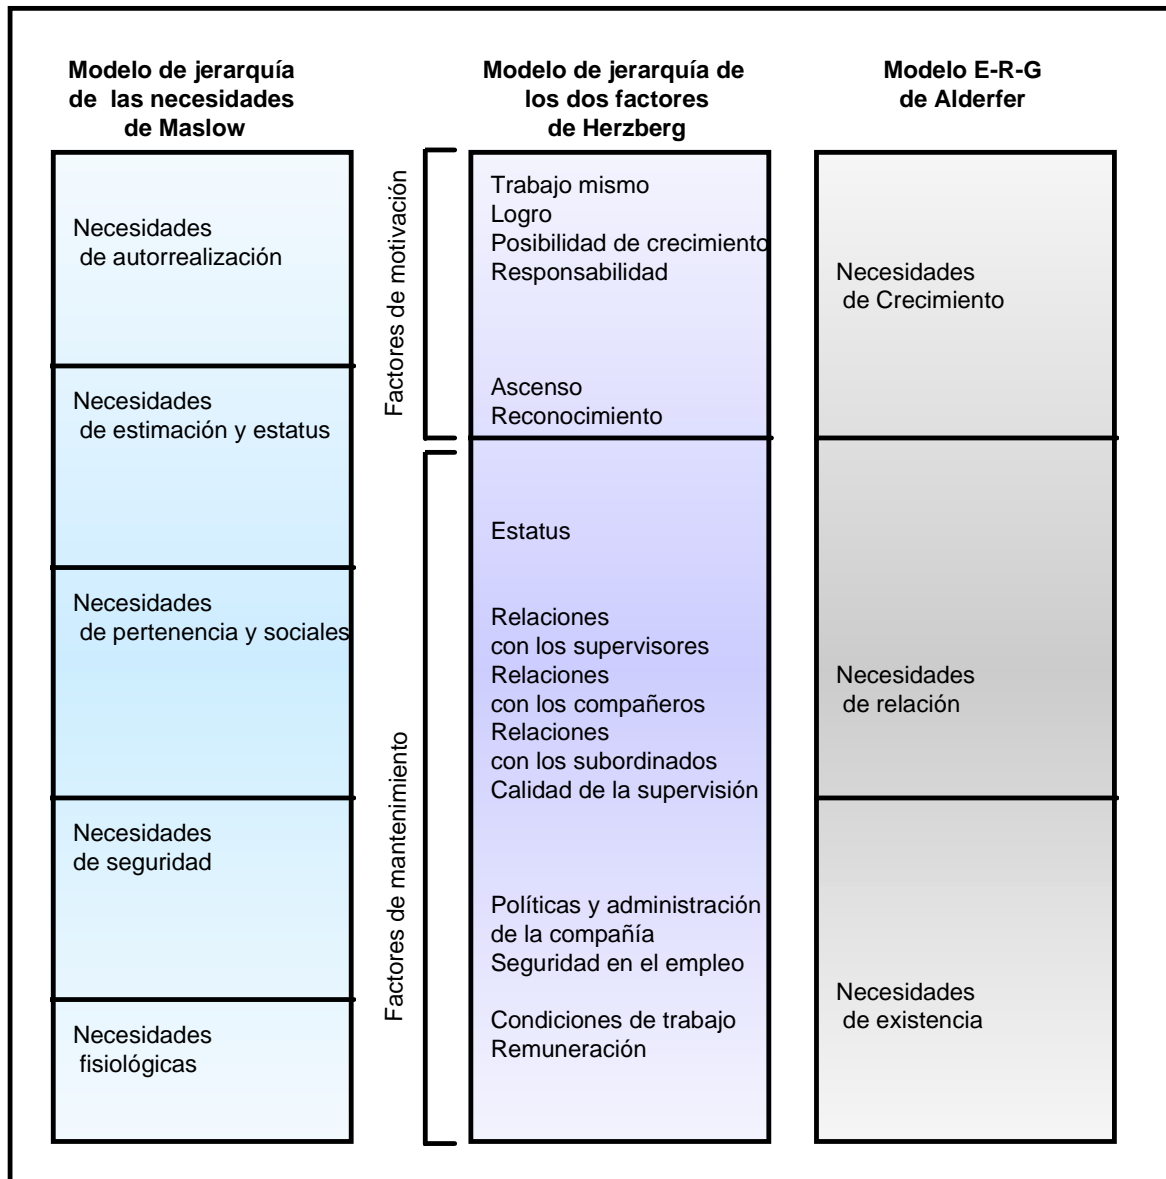 Modelo de jerarquía
de las necesidades
de Maslow
Necesidades
de autorrealización
Necesidades
de estimación y estatus
Necesidades
de pertenencia y sociales
Necesidades
de seguridad
Necesidades
fisiológicas
Modelo de jerarquía de
los dos factores
de Herzberg
Factores de motivación
Trabajo mismo
Logro
Posibilidad de crecimiento
Responsabilidad
Ascenso
Reconocimiento
Factores de mantenimiento
Estatus
Relaciones
con los supervisores
Relaciones
con los compañeros
Relaciones
con los subordinados
Calidad de la supervisión
Políticas y administración
de la compañía
Seguridad en el empleo
Condiciones de trabajo
Remuneración
Modelo E-R-G
de Alderfer
Necesidades
de Crecimiento
Necesidades
de relación
Necesidades
de existencia